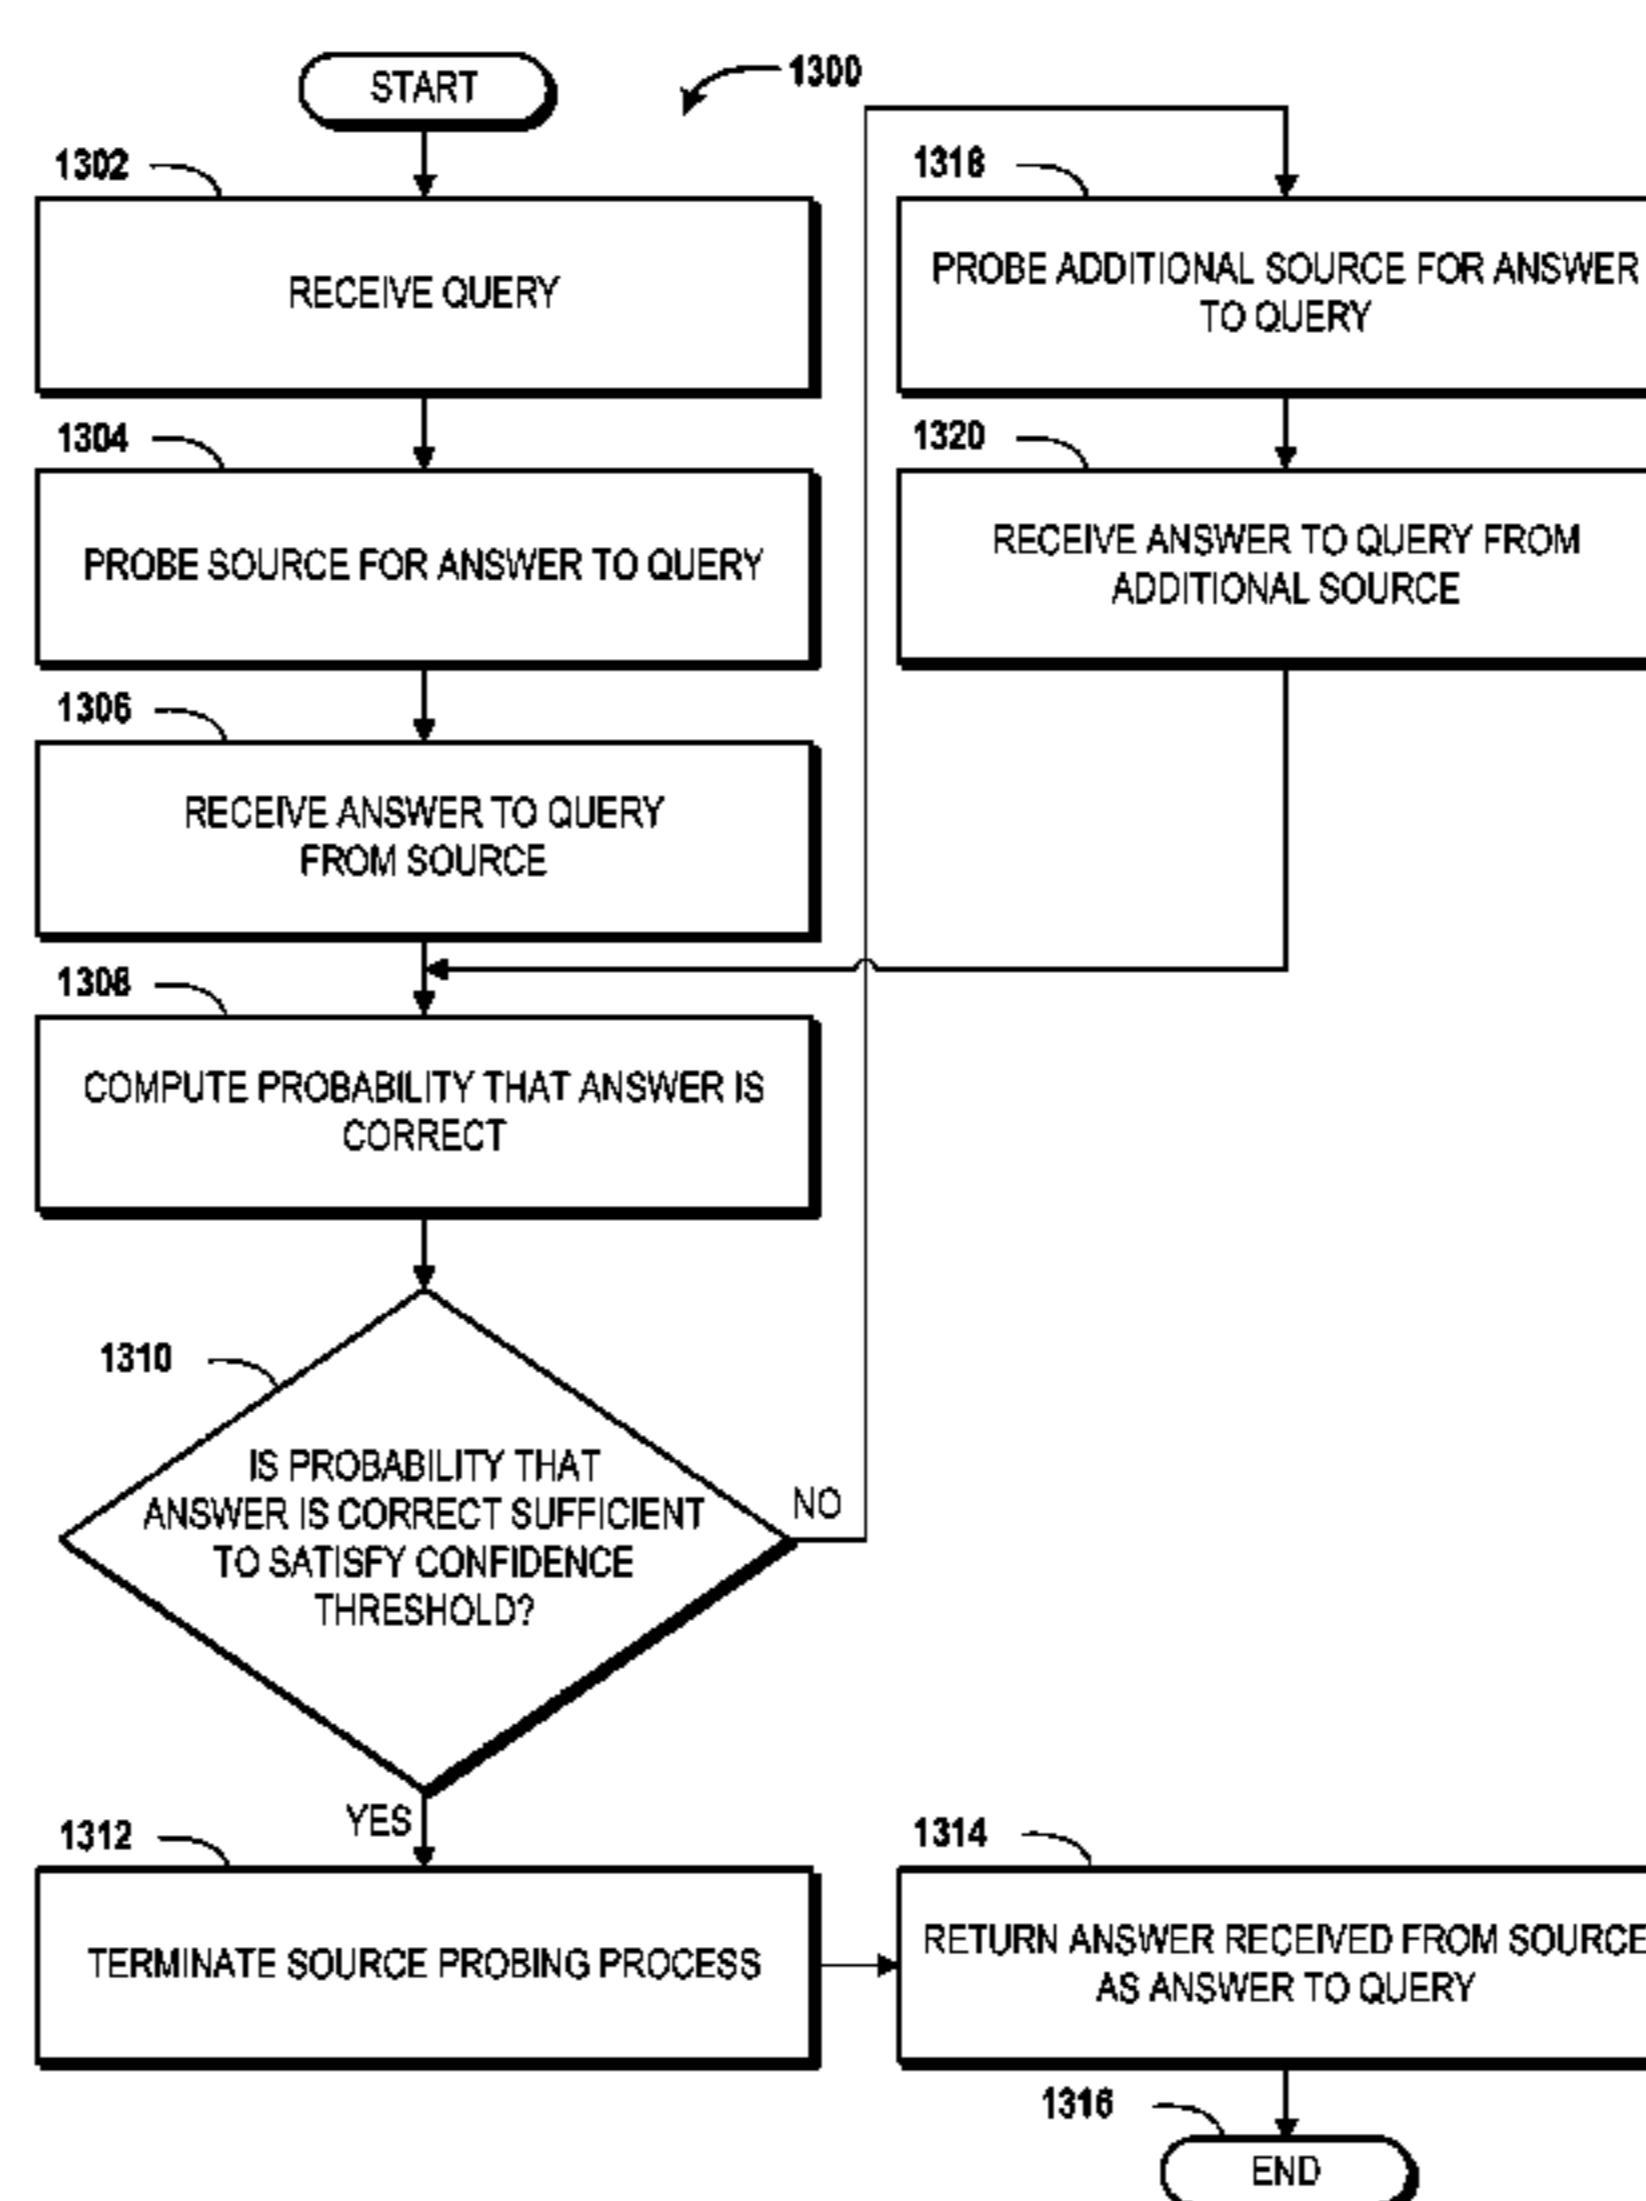 START
1300
1302
RECEIVE QUERY
1304
PROBE SOURCE FOR ANSWER TO QUERY
1306
RECEIVE ANSWER TO QUERY
FROM SOURCE
1308
COMPUTE PROBABILITY THAT ANSWER IS
CORRECT
1310
IS PROBABILITY THAT
ANSWER IS CORRECT SUFFICIENT
TO SATISFY CONFIDENCE
THRESHOLD?
NO
YES
1318
PROBE ADDITIONAL SOURCE FOR ANSWER
TO QUERY
1320
RECEIVE ANSWER TO QUERY FROM
ADDITIONAL SOURCE
1312
TERMINATE SOURCE PROBING PROCESS
1314
RETURN ANSWER RECEIVED FROM SOURCE
AS ANSWER TO QUERY
1316
END